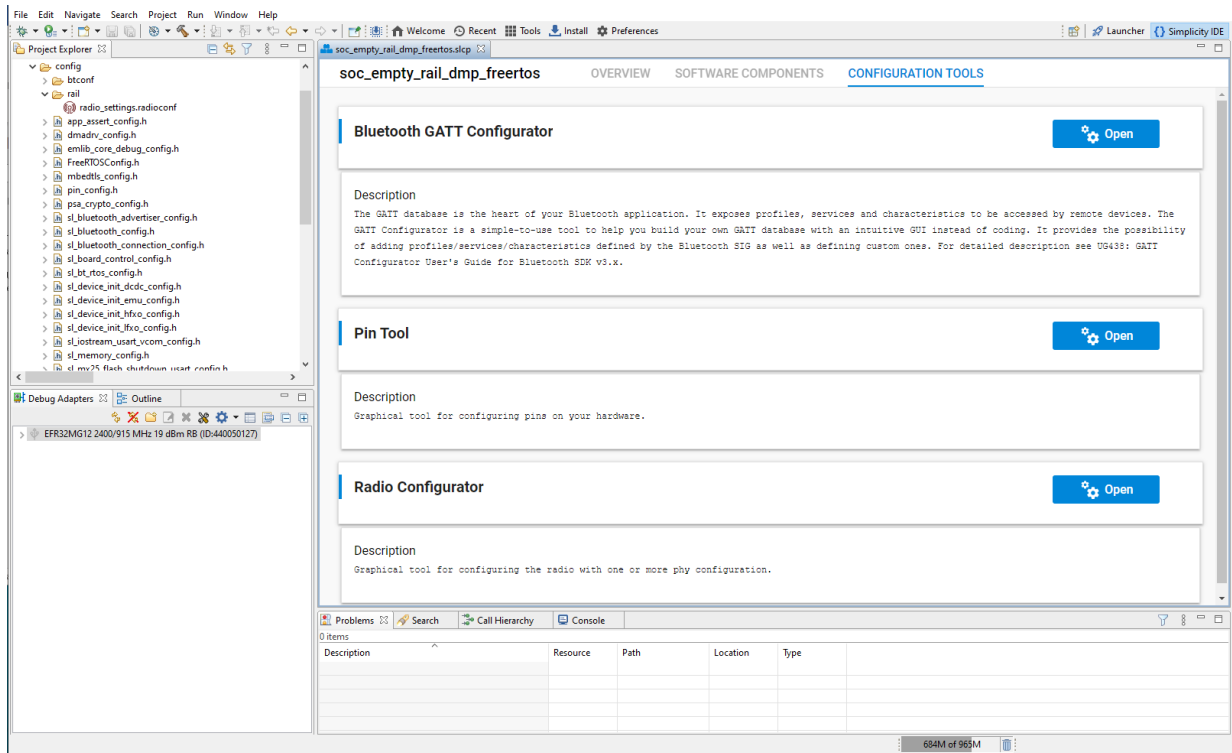 File Edit Navigate Search Project Run Window Help
Welcome Recent Tools Install Preferences
Launcher {} Simplicity IDE
Project Explorer
config
btconf
rail
radio_settings.radioconf
app_assert_config.h
dmadrv_config.h
emlib_core_debug_config.h
FreeRTOSConfig.h
mbedtls_config.h
pin_config.h
psa_crypto_config.h
sl_bluetooth_advertiser_config.h
sl_bluetooth_config.h
sl_bluetooth_connection_config.h
sl_board_control_config.h
sl_bt_rtos_config.h
sl_device_init_dcdc_config.h
sl_device_init_emu_config.h
sl_device_init_hfxo_config.h
sl_device_init_lfxo_config.h
sl_iostream_usart_vcom_config.h
sl_memory_config.h
sl_mx25_flash_shutdown_usart_config.h
Debug Adapters Outline
EFR32MG12 2400/915 MHz 19 dBm RB (ID:440050127)
soc_empty_rail_dmp_freertos.slcp
soc_empty_rail_dmp_freertos OVERVIEW SOFTWARE COMPONENTS CONFIGURATION TOOLS
Bluetooth GATT Configurator
Open
Description
The GATT database is the heart of your Bluetooth application. It exposes profiles, services and characteristics to be accessed by remote devices. The
GATT Configurator is a simple-to-use tool to help you build your own GATT database with an intuitive GUI instead of coding. It provides the possibility
of adding profiles/services/characteristics defined by the Bluetooth SIG as well as defining custom ones. For detailed description see UG438: GATT
Configurator User's Guide for Bluetooth SDK v3.x.
Pin Tool
Open
Description
Graphical tool for configuring pins on your hardware.
Radio Configurator
Open
Description
Graphical tool for configuring the radio with one or more phy configuration.
Problems Search Call Hierarchy Console
0 items
Description Resource Path Location Type
684M of 965M